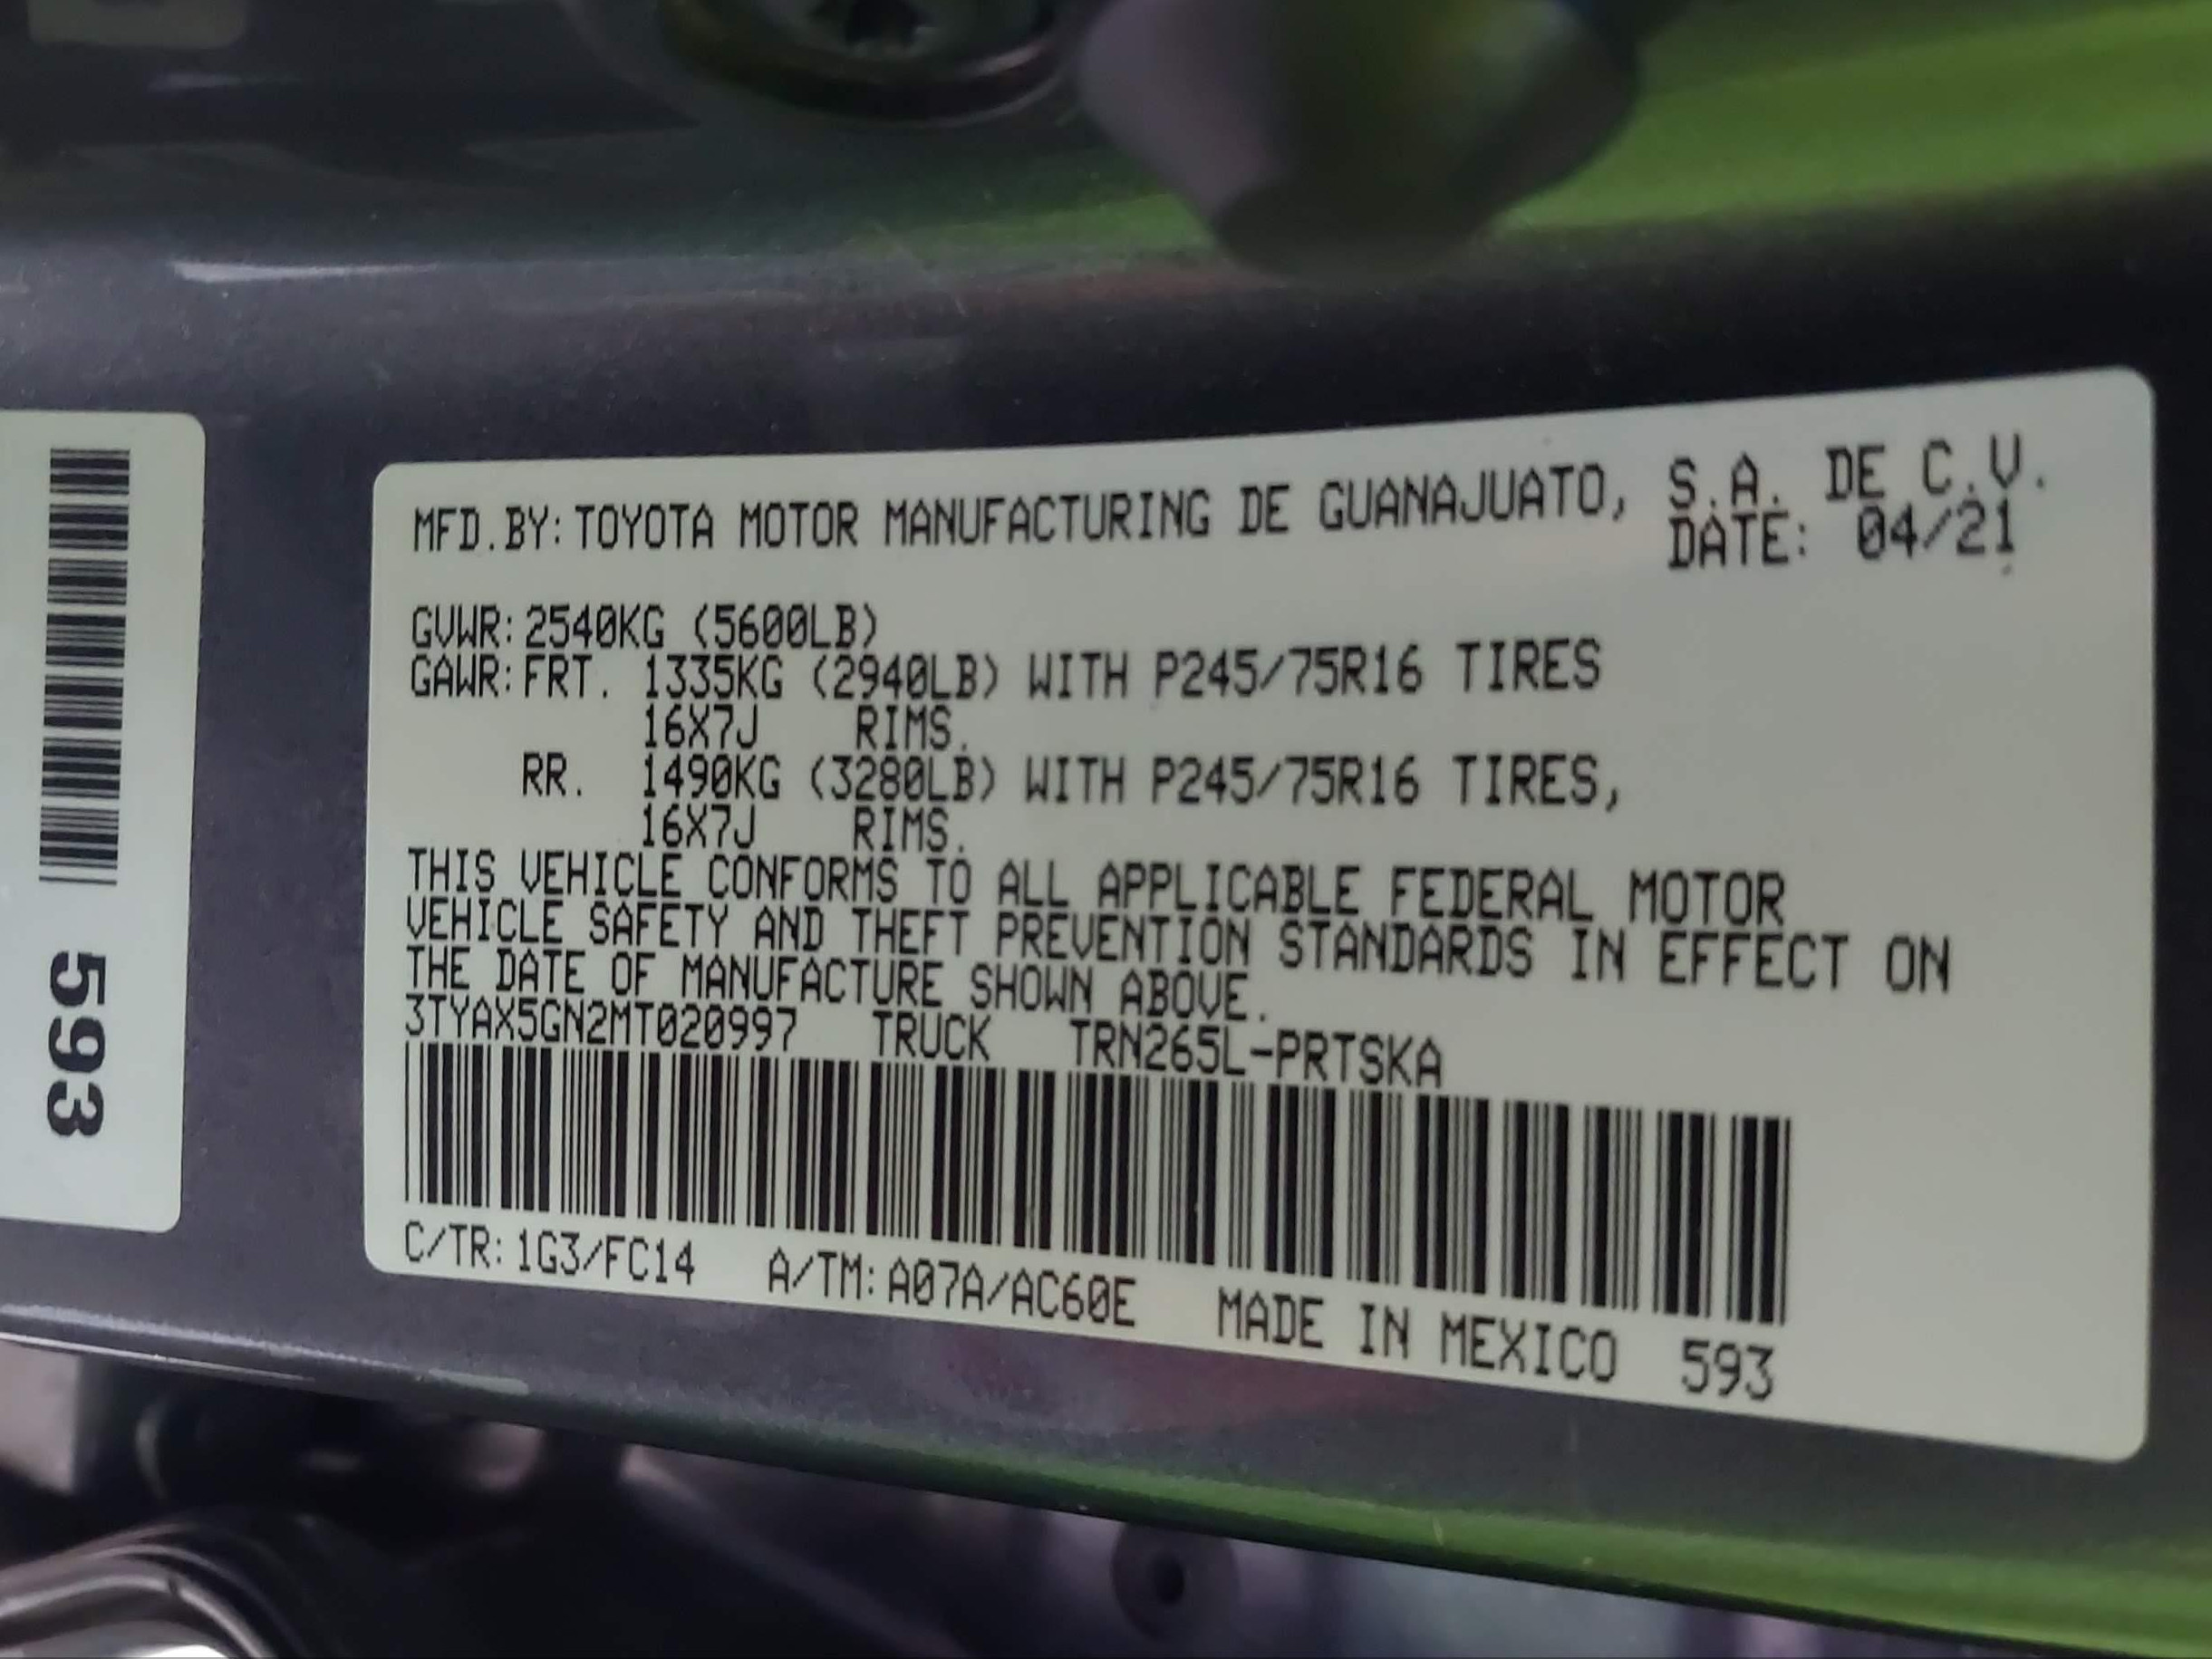 MFD.BY:TOYOTA MOTOR MANUFACTURING DE GUANAJUATO, S.A. DE C.V.
DATE: 04/21
GVWR:2540KG (5600LB)
GAWR:FRT. 1335KG (2940LB) WITH P245/75R16 TIRES
16X7J RIMS.
RR. 1490KG (3280LB) WITH P245/75R16 TIRES,
16X7J RIMS.
THIS VEHICLE CONFORMS TO ALL APPLICABLE FEDERAL MOTOR
VEHICLE SAFETY AND THEFT PREVENTION STANDARDS IN EFFECT ON
THE DATE OF MANUFACTURE SHOWN ABOVE.
3TYAX5GN2MT020997 TRUCK TRN265L-PRTSKA
C/TR:1G3/FC14 A/TM:A07A/AC60E MADE IN MEXICO 593
593